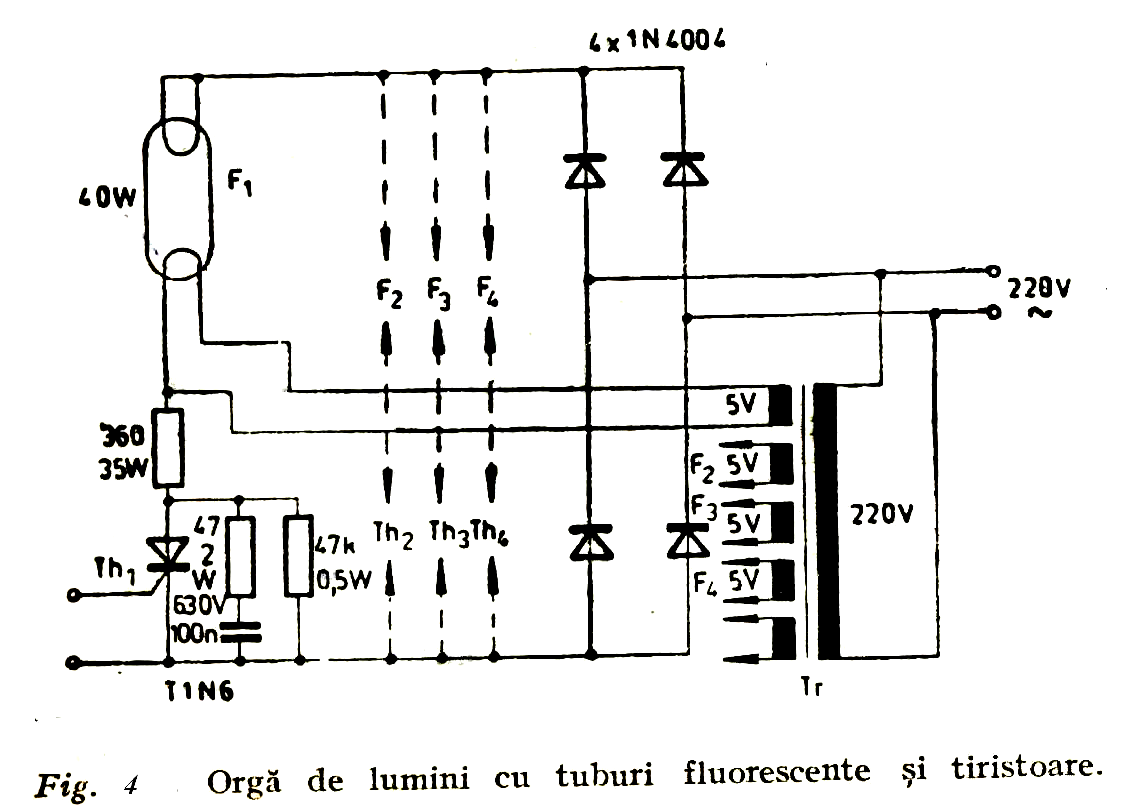 4x1N4004
40W
F1
F2 F3 F4
220V
~
5V
360
35W
F2 5V
F3
5V
220V
47
2
W
47k
0,5W
Th1
Th2 Th3 Th4
F4 5V
630V
100n
T1N6
Tr
Fig. 4 Orgă de lumini cu tuburi fluorescente și tiristoare.